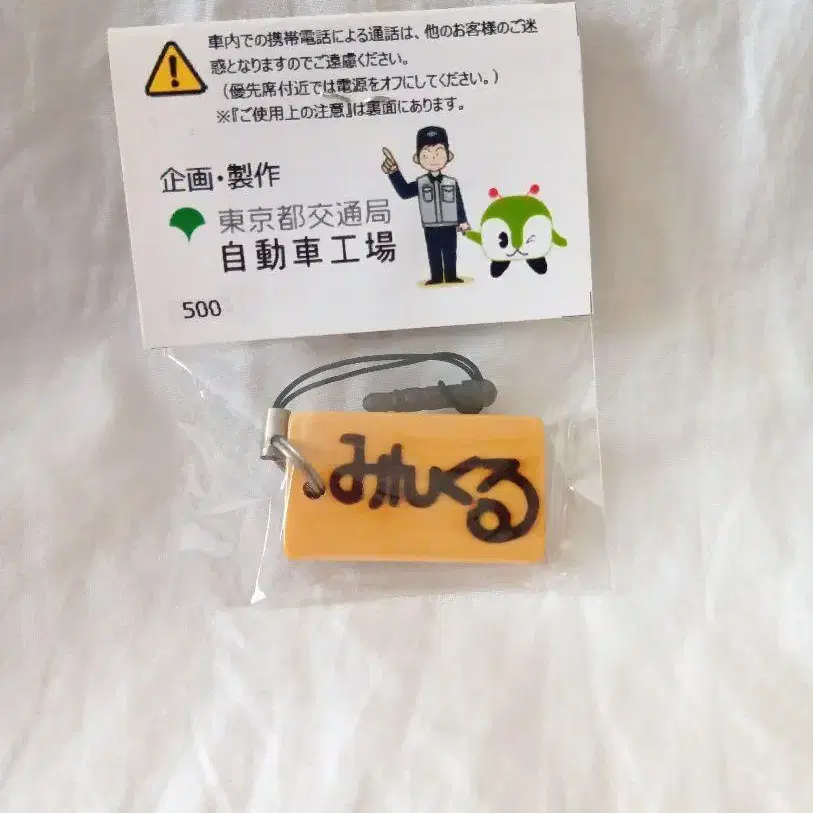 車内での携帯電話による通話は、他のお客様のご迷
惑となりますのでご遠慮ください。
(優先席付近では電源をオフにしてください。)
※『ご使用上の注意』は裏面にあります。
企画・製作
東京都交通局
自動車工場
500
みんくる